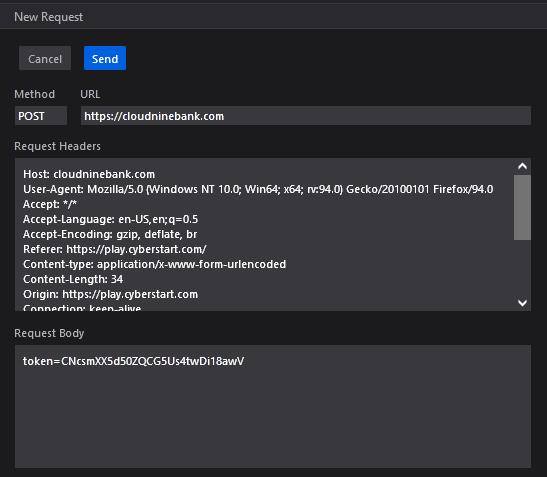 New Request
Cancel Send
Method URL
POST https://cloudninebank.com
Request Headers
Host: cloudninebank.com
User-Agent: Mozilla/5.0 (Windows NT 10.0; Win64; x64; rv:94.0) Gecko/20100101 Firefox/94.0
Accept: */*
Accept-Language: en-US,en;q=0.5
Accept-Encoding: gzip, deflate, br
Referer: https://play.cyberstart.com/
Content-type: application/x-www-form-urlencoded
Content-Length: 34
Origin: https://play.cyberstart.com
Connection: keep-alive
Request Body
token=CNcsmXX5d50ZQCG5Us4twDi18awV